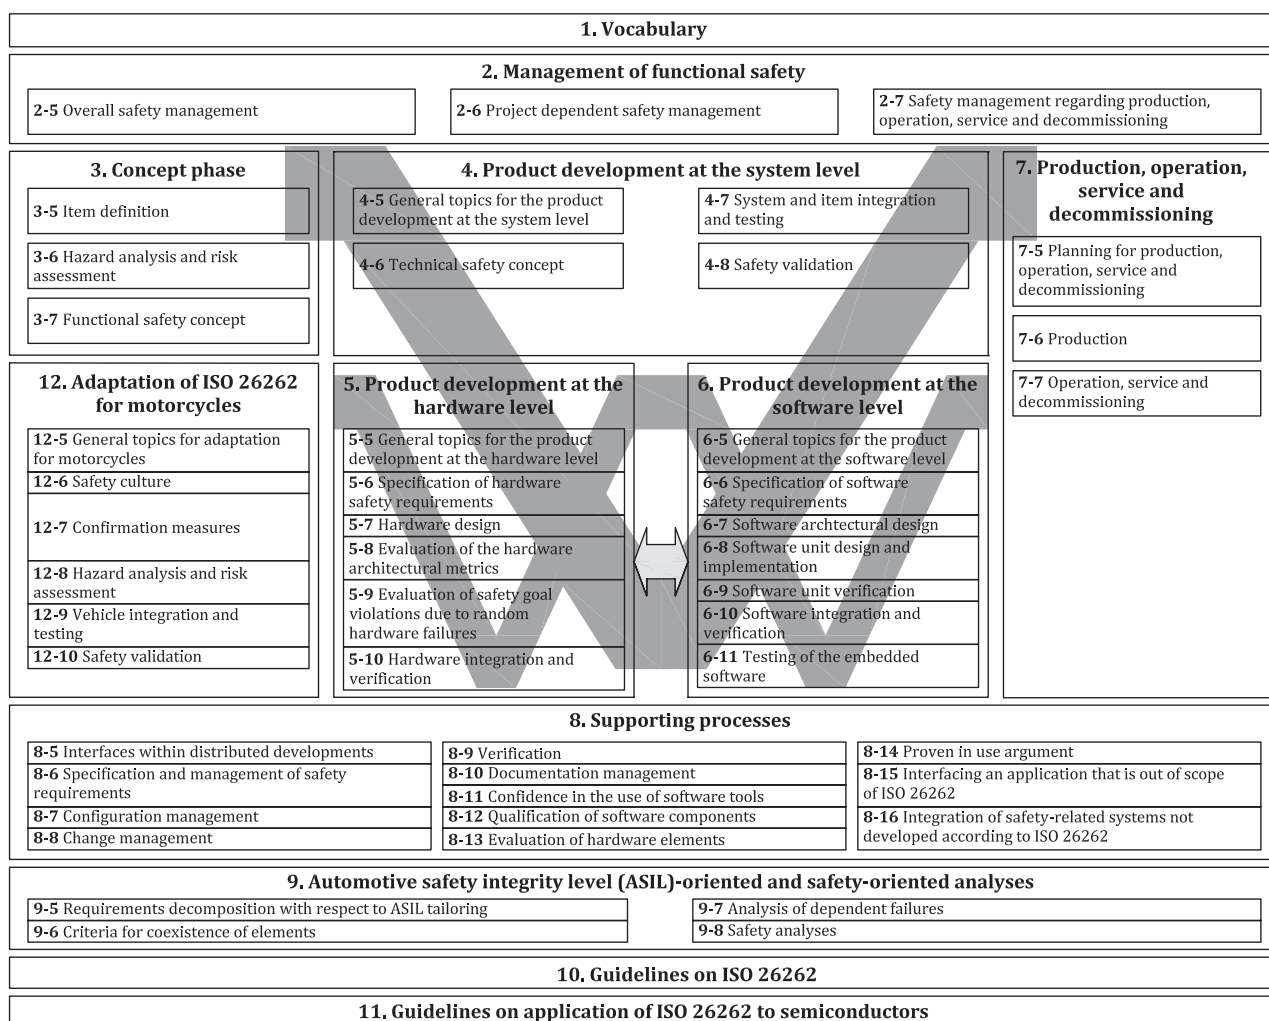 1. Vocabulary
2. Management of functional safety
2-5 Overall safety management
2-6 Project dependent safety management
2-7 Safety management regarding production,
operation, service and decommissioning
3. Concept phase
3-5 Item definition
3-6 Hazard analysis and risk
assessment
3-7 Functional safety concept
4. Product development at the system level
4-5 General topics for the product
development at the system level
4-6 Technical safety concept
4-7 System and item integration
and testing
4-8 Safety validation
7. Production, operation,
service and
decommissioning
7-5 Planning for production,
operation, service and
decommissioning
7-6 Production
7-7 Operation, service and
decommissioning
12. Adaptation of ISO 26262
for motorcycles
12-5 General topics for adaptation
for motorcycles
12-6 Safety culture
12-7 Confirmation measures
12-8 Hazard analysis and risk
assessment
12-9 Vehicle integration and
testing
12-10 Safety validation
5. Product development at the
hardware level
5-5 General topics for the product
development at the hardware level
5-6 Specification of hardware
safety requirements
5-7 Hardware design
5-8 Evaluation of the hardware
architectural metrics
5-9 Evaluation of safety goal
violations due to random
hardware failures
5-10 Hardware integration and
verification
6. Product development at the
software level
6-5 General topics for the product
development at the software level
6-6 Specification of software
safety requirements
6-7 Software archtectural design
6-8 Software unit design and
implementation
6-9 Software unit verification
6-10 Software integration and
verification
6-11 Testing of the embedded
software
8. Supporting processes
8-5 Interfaces within distributed developments
8-6 Specification and management of safety
requirements
8-7 Configuration management
8-8 Change management
8-9 Verification
8-10 Documentation management
8-11 Confidence in the use of software tools
8-12 Qualification of software components
8-13 Evaluation of hardware elements
8-14 Proven in use argument
8-15 Interfacing an application that is out of scope
of ISO 26262
8-16 Integration of safety-related systems not
developed according to ISO 26262
9. Automotive safety integrity level (ASIL)-oriented and safety-oriented analyses
9-5 Requirements decomposition with respect to ASIL tailoring
9-6 Criteria for coexistence of elements
9-7 Analysis of dependent failures
9-8 Safety analyses
10. Guidelines on ISO 26262
11. Guidelines on application of ISO 26262 to semiconductors